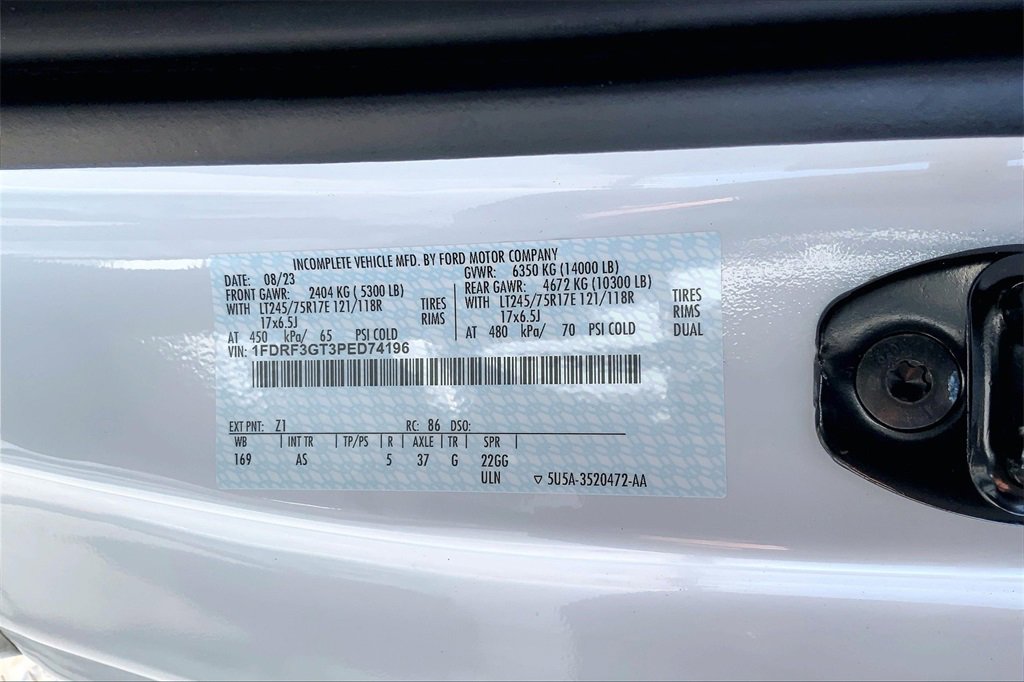 INCOMPLETE VEHICLE MFD. BY FORD MOTOR COMPANY
DATE: 08/23 GVWR: 6350 KG (14000 LB)
FRONT GAWR: 2404 KG ( 5300 LB) REAR GAWR: 4672 KG (10300 LB)
WITH LT245/75R17E 121/118R TIRES WITH LT245/75R17E 121/118R TIRES
17x6.5J RIMS 17x6.5J RIMS
AT 450 kPa/ 65 PSI COLD AT 480 kPa/ 70 PSI COLD DUAL
VIN: 1FDRF3GT3PED74196
EXT PNT: Z1 RC: 86 DSO:
WB INT TR TP/PS R AXLE TR SPR
169 AS 5 37 G 22GG
ULN ▽ 5U5A-3520472-AA